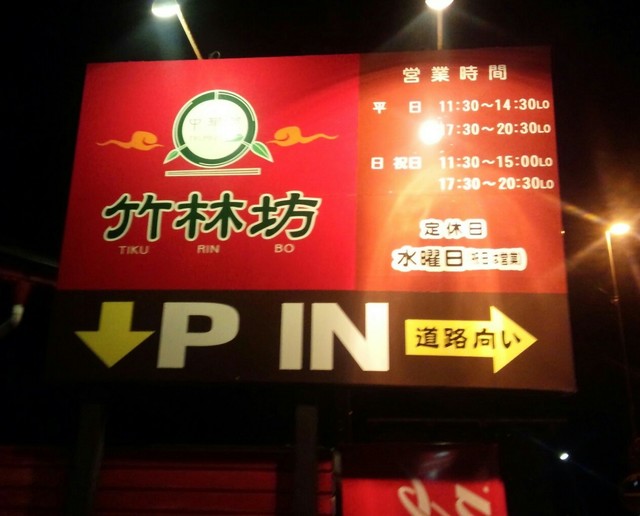 竹林坊
TIKU RIN BO
営業時間
平 日 11:30～14:30LO
17:30～20:30LO
日 祝日 11:30～15:00LO
17:30～20:30LO
定休日
水曜日
P IN 道路向い